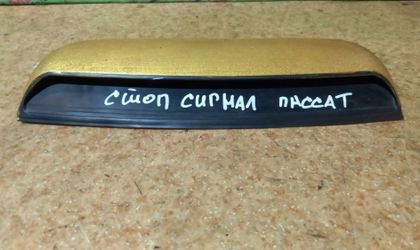 стоп сигнал пассат